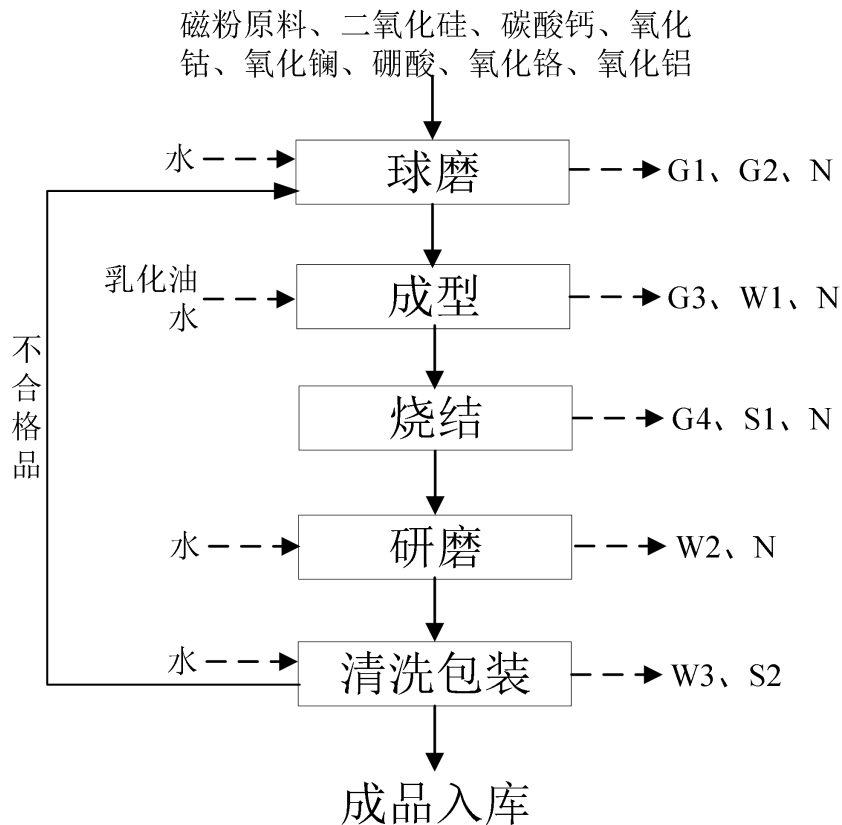 磁粉原料、二氧化硅、碳酸钙、氧化
钴、氧化镧、硼酸、氧化铬、氧化铝
水
球磨
G1、G2、N
乳化油
水
成型
G3、W1、N
不合格品
烧结
G4、S1、N
水
研磨
W2、N
水
清洗包装
W3、S2
成品入库